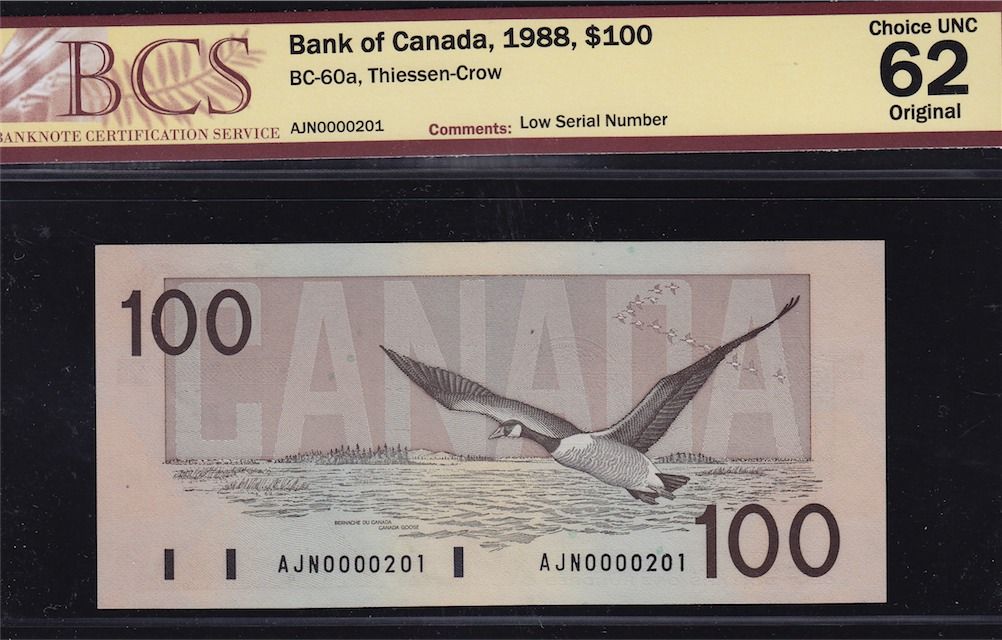 BCS
BANKNOTE CERTIFICATION SERVICE
Bank of Canada, 1988, $100
BC-60a, Thiessen-Crow
AJN0000201
Comments: Low Serial Number
Choice UNC
62
Original
100
CANADA
BERNACHE DU CANADA
CANADA GOOSE
AJN0000201
AJN0000201
100